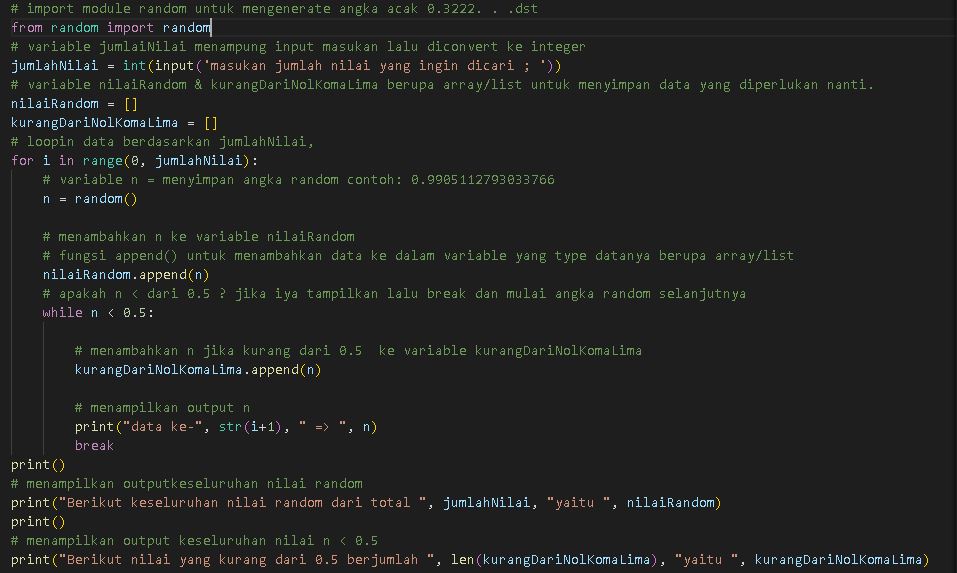 # import module random untuk mengenerate angka acak 0.3222. . .dst
from random import random
# variable jumlaiNilai menampung input masukan lalu diconvert ke integer
jumlahNilai = int(input('masukan jumlah nilai yang ingin dicari ; '))
# variable nilaiRandom & kurangDariNolKomaLima berupa array/list untuk menyimpan data yang diperlukan nanti.
nilaiRandom = []
kurangDariNolKomaLima = []
# loopin data berdasarkan jumlahNilai,
for i in range(0, jumlahNilai):
    # variable n = menyimpan angka random contoh: 0.9905112793033766
    n = random()
    # menambahkan n ke variable nilaiRandom
    # fungsi append() untuk menambahkan data ke dalam variable yang type datanya berupa array/list
    nilaiRandom.append(n)
    # apakah n < dari 0.5 ? jika iya tampilkan lalu break dan mulai angka random selanjutnya
    while n < 0.5:
        # menambahkan n jika kurang dari 0.5  ke variable kurangDariNolKomaLima
        kurangDariNolKomaLima.append(n)
        # menampilkan output n
        print("data ke-", str(i+1), " => ", n)
        break
print()
# menampilkan outputkeseluruhan nilai random
print("Berikut keseluruhan nilai random dari total ", jumlahNilai, "yaitu ", nilaiRandom)
print()
# menampilkan output keseluruhan nilai n < 0.5
print("Berikut nilai yang kurang dari 0.5 berjumlah ", len(kurangDariNolKomaLima), "yaitu ", kurangDariNolKomaLima)